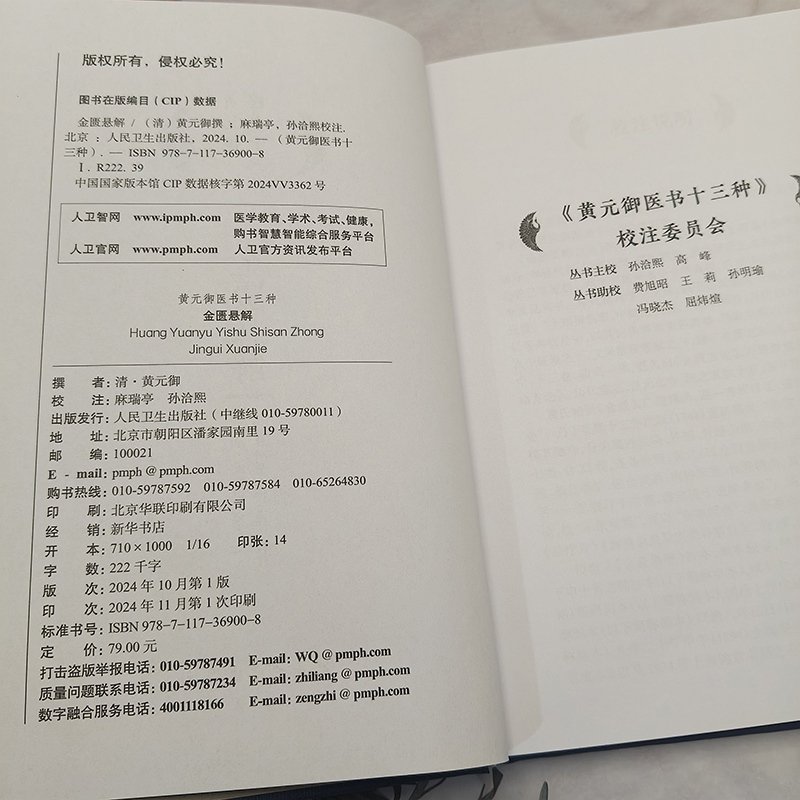 版权所有，侵权必究！
图书在版编目（CIP）数据
金匮悬解 /（清）黄元御撰；麻瑞亭，孙洽熙校注.
北京：人民卫生出版社，2024. 10. —（黄元御医书十
三种）. — ISBN 978-7-117-36900-8
Ⅰ. R222. 39
中国国家版本馆 CIP 数据核字第 2024VV3362 号
人卫智网 www.ipmph.com 医学教育、学术、考试、健康，
购书智慧智能综合服务平台
人卫官网 www.pmph.com 人卫官方资讯发布平台
黄元御医书十三种
金匮悬解
Huang Yuanyu Yishu Shisan Zhong
Jingui Xuanjie
撰 者：清·黄元御
校 注：麻瑞亭 孙洽熙
出版发行：人民卫生出版社（中继线 010-59780011）
地 址：北京市朝阳区潘家园南里 19 号
邮 编：100021
E - mail：pmph @ pmph.com
购书热线：010-59787592 010-59787584 010-65264830
印 刷：北京华联印刷有限公司
经 销：新华书店
开 本：710 × 1000 1/16 印张：14
字 数：222 千字
版 次：2024 年 10 月第 1 版
印 次：2024 年 11 月第 1 次印刷
标准书号：ISBN 978-7-117-36900-8
定 价：79.00 元
打击盗版举报电话：010-59787491 E-mail：WQ @ pmph.com
质量问题联系电话：010-59787234 E-mail：zhiliang @ pmph.com
数字融合服务电话：4001118166 E-mail：zengzhi @ pmph.com
《黄元御医书十三种》
校注委员会
丛书主校 孙洽熙 高 峰
丛书助校 费旭昭 王 莉 孙明瑜
冯晓杰 屈炜煊